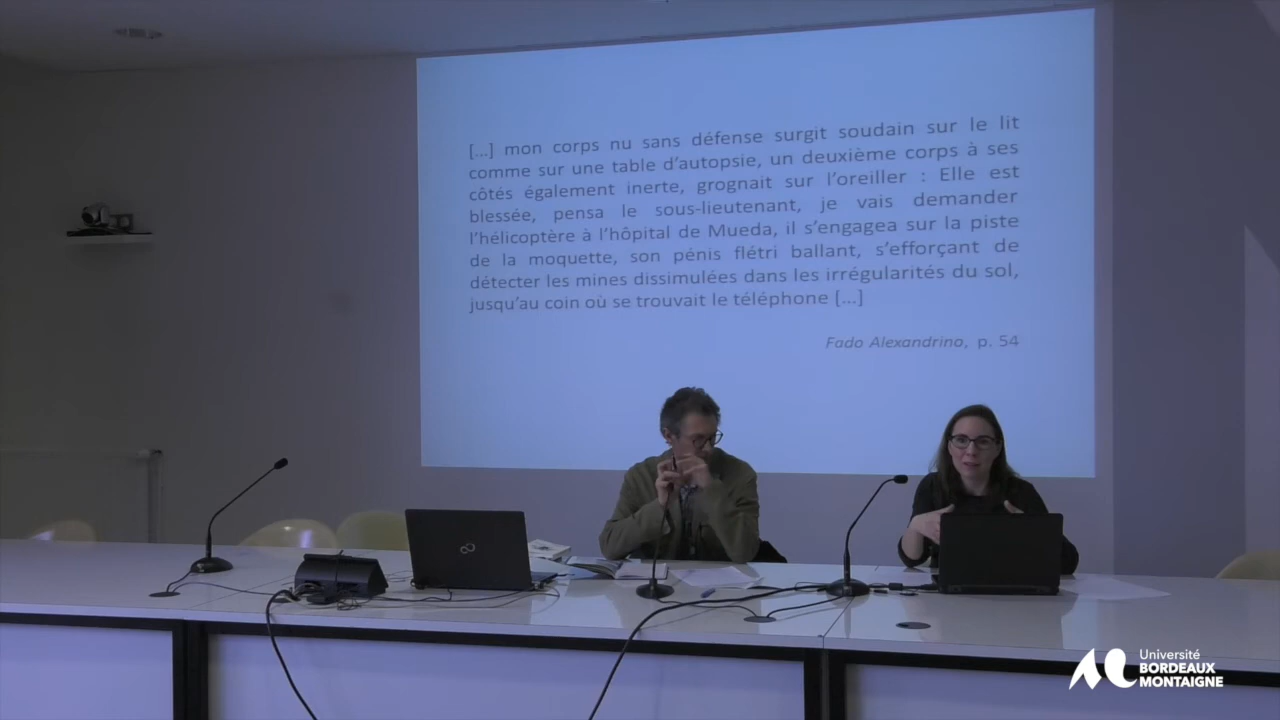 [...] mon corps nu sans défense surgit soudain sur le lit
comme sur une table d'autopsie, un deuxième corps à ses
côtés également inerte, grognait sur l'oreiller : Elle est
blessée, pensa le sous-lieutenant, je vais demander
l'hélicoptère à l'hôpital de Mueda, il s'engagea sur la piste
de la moquette, son pénis flétri ballant, s'efforçant de
détecter les mines dissimulées dans les irrégularités du sol,
jusqu'au coin où se trouvait le téléphone [...]
Fado Alexandrino, p. 54
Université
BORDEAUX
MONTAIGNE